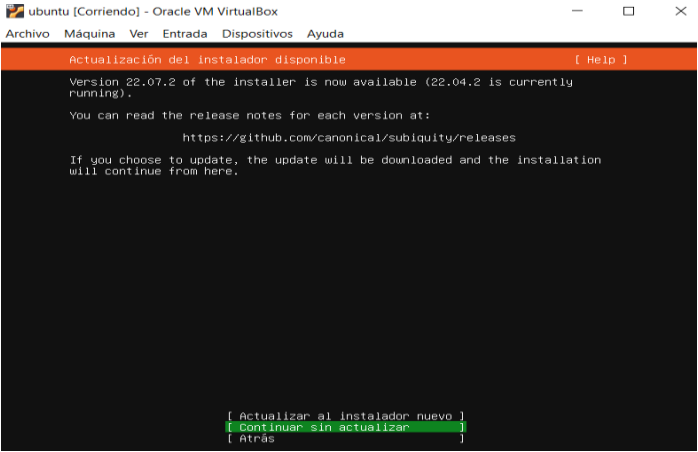 ubuntu [Corriendo] - Oracle VM VirtualBox
Archivo Máquina Ver Entrada Dispositivos Ayuda
Actualización del instalador disponible [ Help ]
Version 22.07.2 of the installer is now available (22.04.2 is currently
running).
You can read the release notes for each version at:
https://github.com/canonical/subiquity/releases
If you choose to update, the update will be downloaded and the installation
will continue from here.
[ Actualizar al instalador nuevo ]
[ Continuar sin actualizar ]
[ Atrás ]